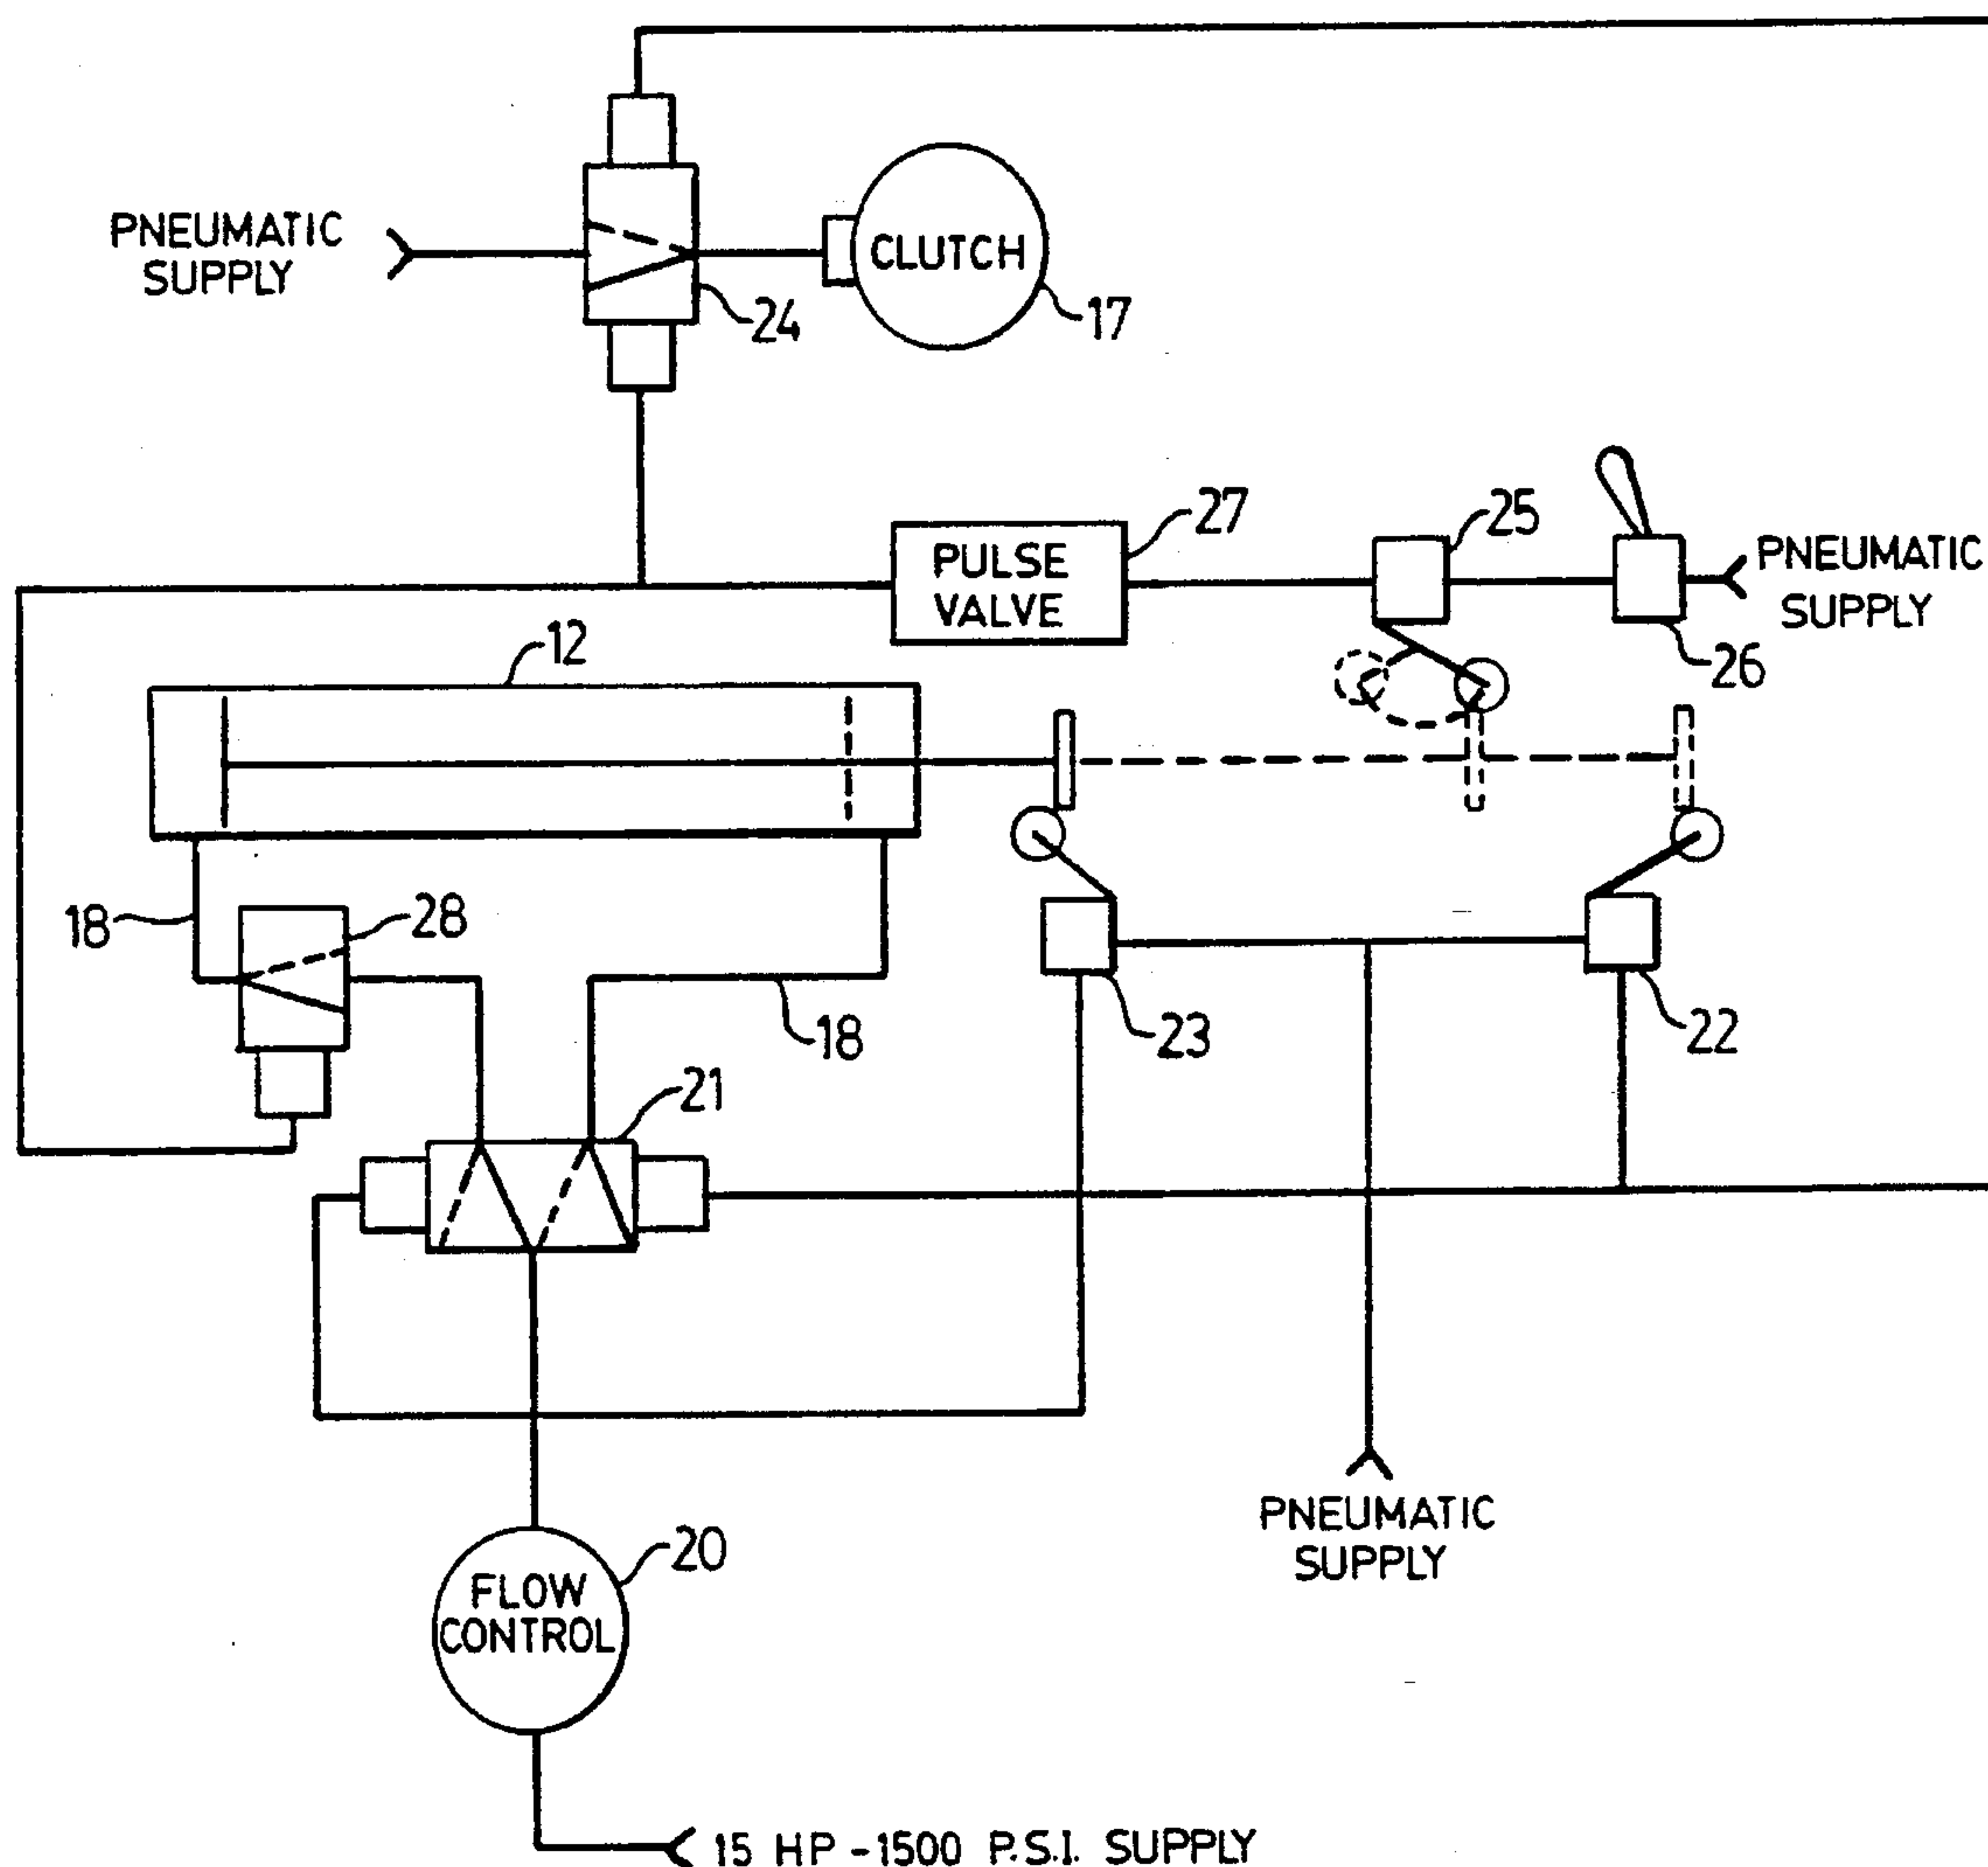 PNEUMATIC
SUPPLY
24
CLUTCH
17
PULSE
VALVE
27
25
PNEUMATIC
SUPPLY
26
12
18
28
18
23
22
21
20
FLOW
CONTROL
PNEUMATIC
SUPPLY
15 HP - 1500 P.S.I. SUPPLY